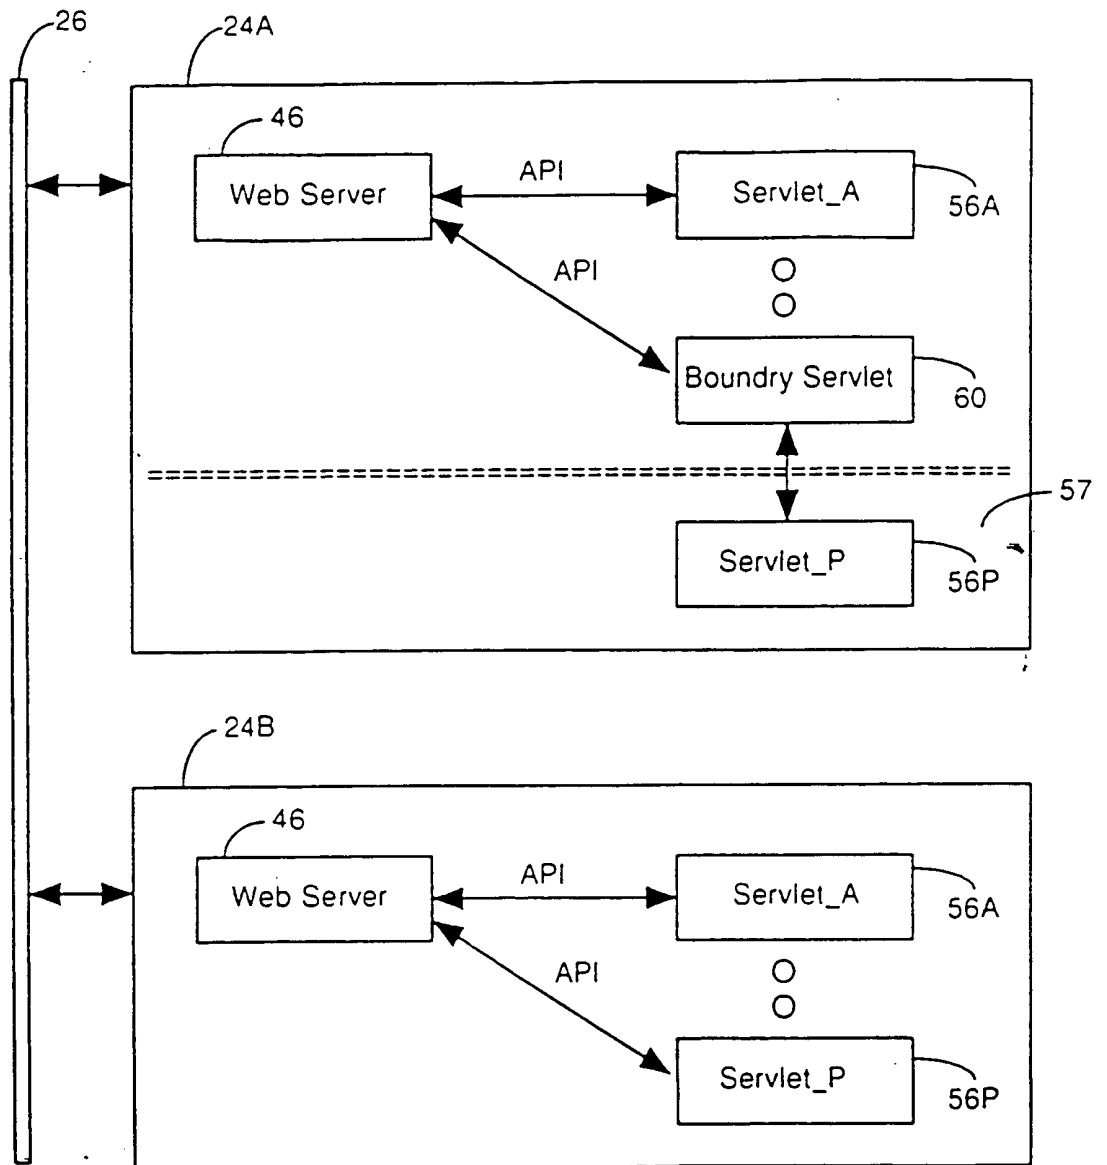 26
24A
46
Web Server
API
Servlet_A
56A
API
Boundry Servlet
60
57
Servlet_P
56P
24B
46
Web Server
API
Servlet_A
56A
API
Servlet_P
56P